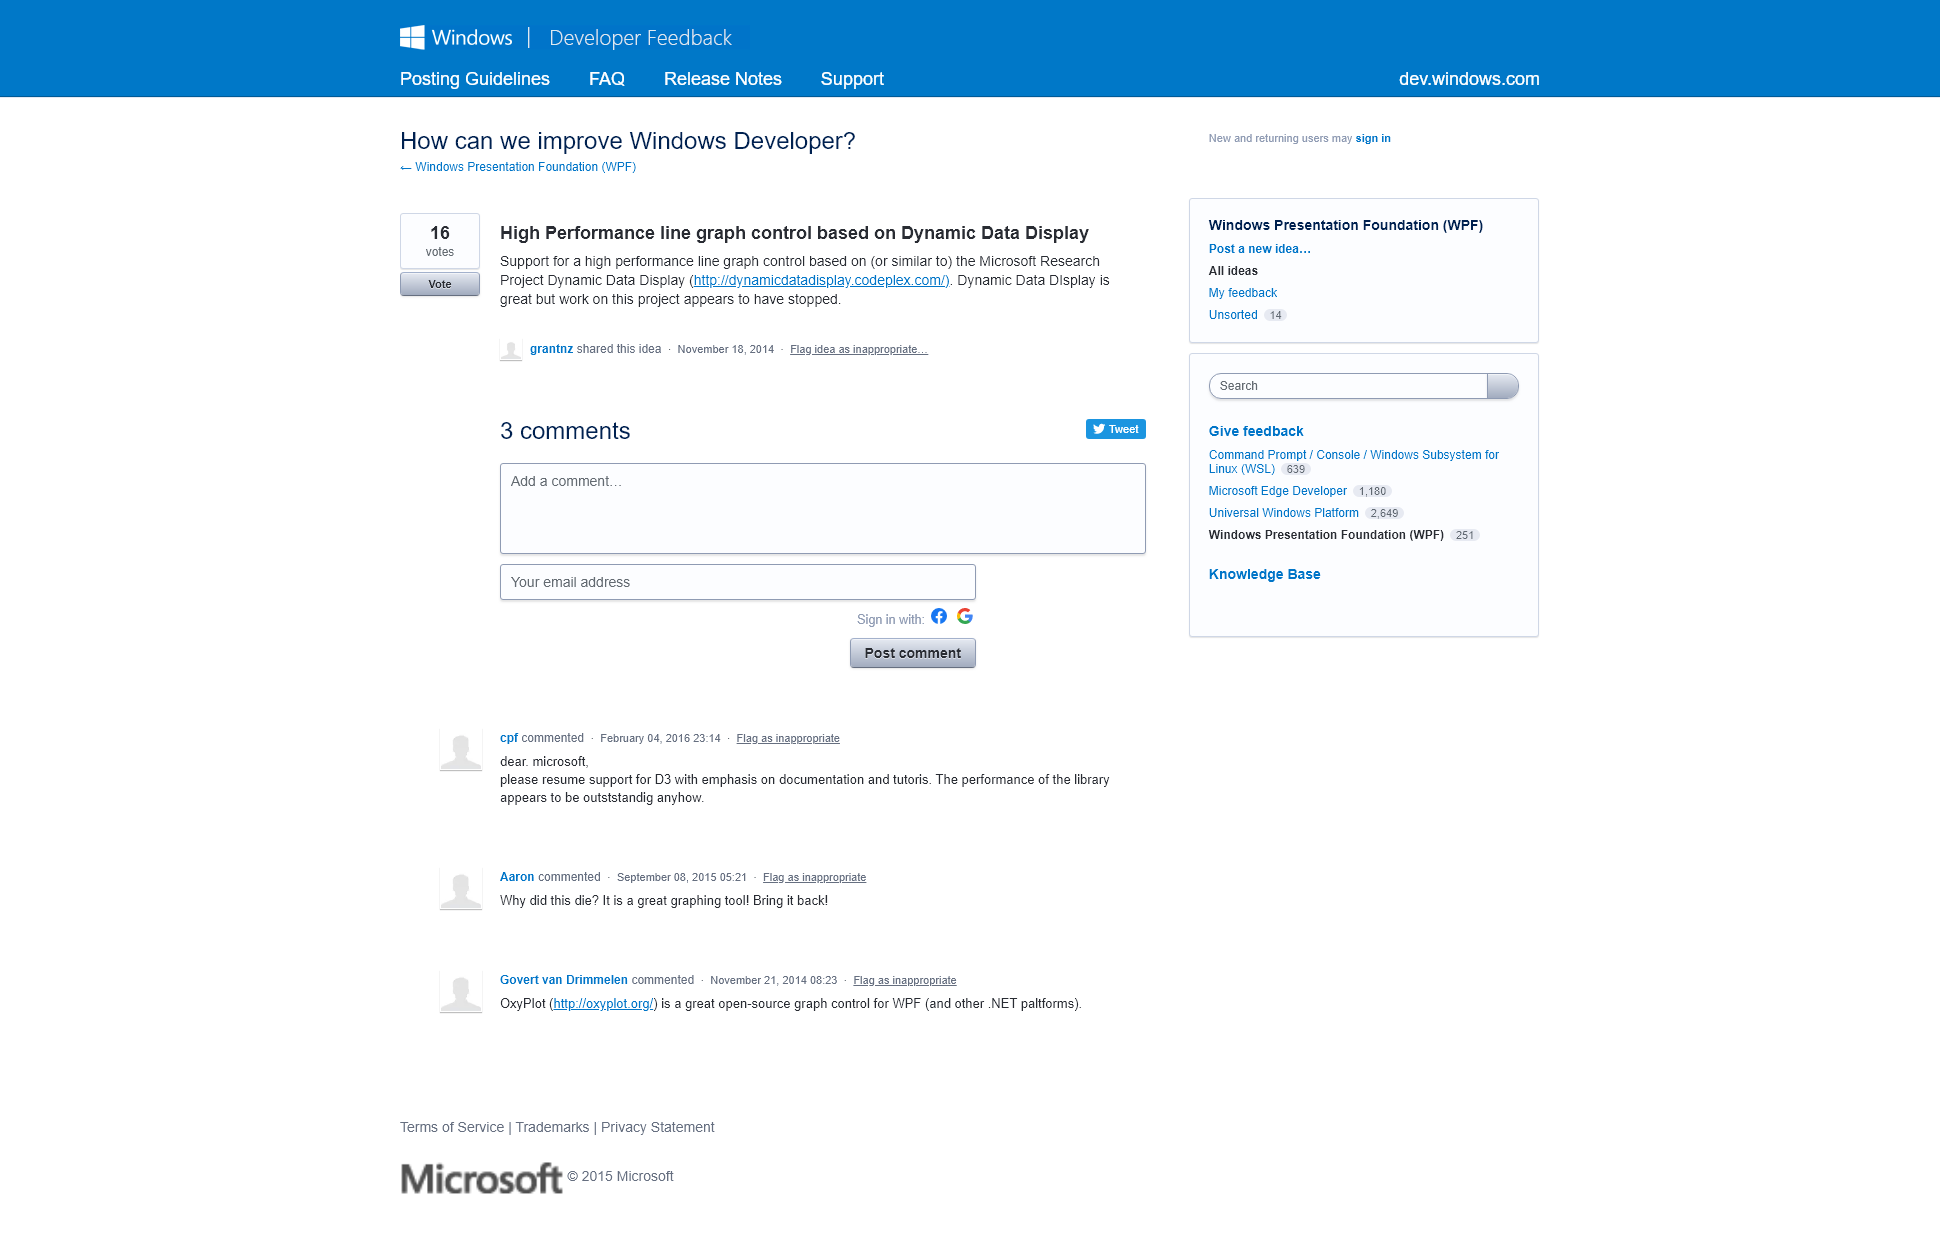 Windows | Developer Feedback
Posting Guidelines FAQ Release Notes Support dev.windows.com
How can we improve Windows Developer?
← Windows Presentation Foundation (WPF)
New and returning users may sign in
16
votes
Vote
High Performance line graph control based on Dynamic Data Display
Support for a high performance line graph control based on (or similar to) the Microsoft Research
Project Dynamic Data Display (http://dynamicdatadisplay.codeplex.com/). Dynamic Data DIsplay is
great but work on this project appears to have stopped.
grantnz shared this idea · November 18, 2014 · Flag idea as inappropriate…
3 comments
Tweet
Add a comment…
Your email address
Sign in with:
Post comment
cpf commented · February 04, 2016 23:14 · Flag as inappropriate
dear. microsoft,
please resume support for D3 with emphasis on documentation and tutoris. The performance of the library
appears to be outststandig anyhow.
Aaron commented · September 08, 2015 05:21 · Flag as inappropriate
Why did this die? It is a great graphing tool! Bring it back!
Govert van Drimmelen commented · November 21, 2014 08:23 · Flag as inappropriate
OxyPlot (http://oxyplot.org/) is a great open-source graph control for WPF (and other .NET paltforms).
Windows Presentation Foundation (WPF)
Post a new idea…
All ideas
My feedback
Unsorted 14
Search
Give feedback
Command Prompt / Console / Windows Subsystem for
Linux (WSL) 639
Microsoft Edge Developer 1,180
Universal Windows Platform 2,649
Windows Presentation Foundation (WPF) 251
Knowledge Base
Terms of Service | Trademarks | Privacy Statement
Microsoft © 2015 Microsoft